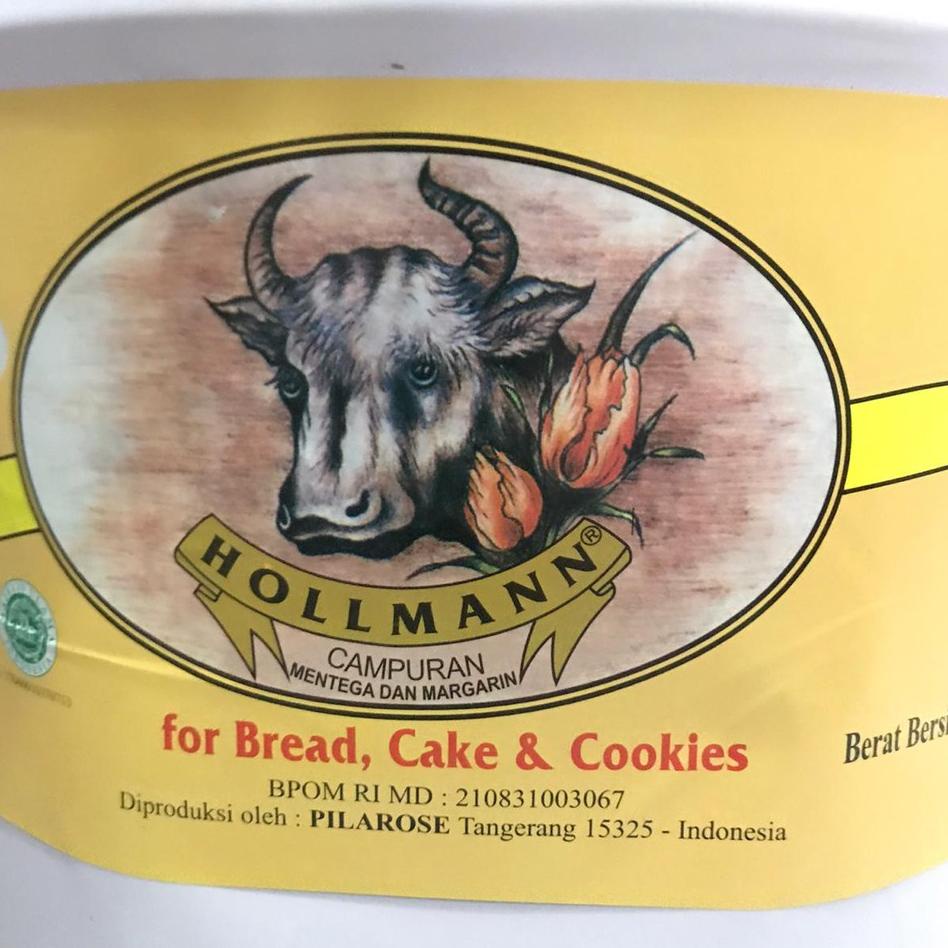 HOLLMANN®
CAMPURAN
MENTEGA DAN MARGARIN
for Bread, Cake & Cookies
Berat
BPOM RI MD : 210831003067
Diproduksi oleh : PILAROSE Tangerang 15325 - Indonesia